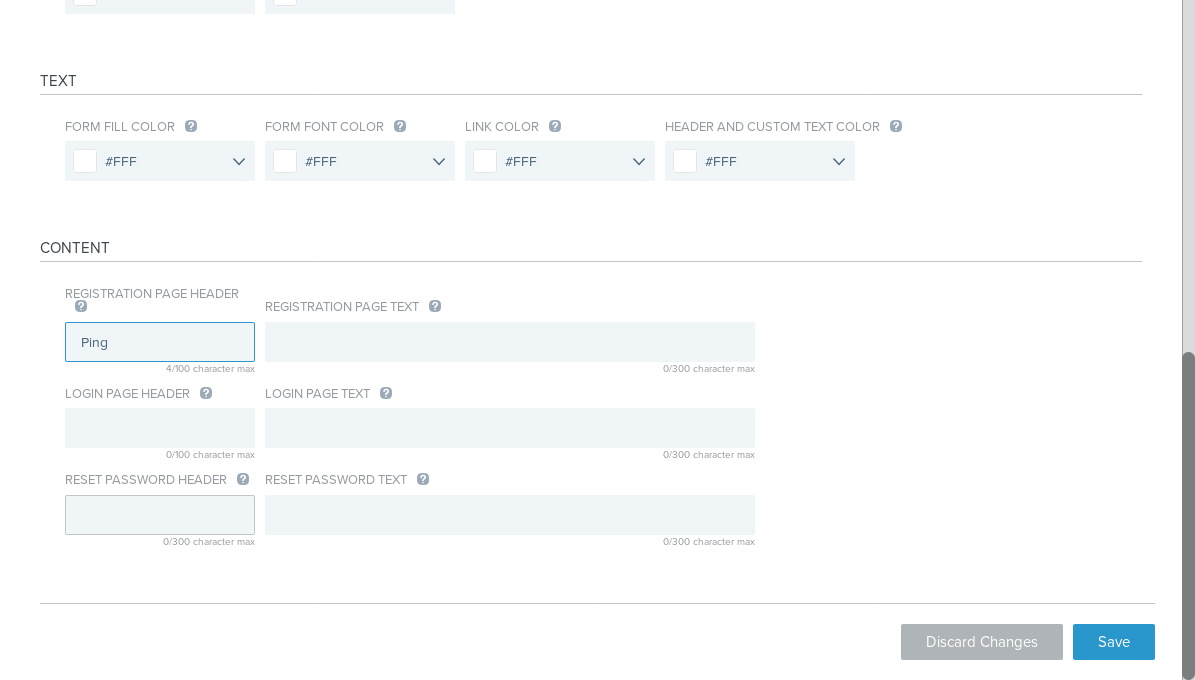 TEXT
FORM FILL COLOR ?
FORM FONT COLOR ?
LINK COLOR ?
HEADER AND CUSTOM TEXT COLOR ?
#FFF
#FFF
#FFF
#FFF
CONTENT
REGISTRATION PAGE HEADER
?
REGISTRATION PAGE TEXT ?
Ping
4/100 character max
0/300 character max
LOGIN PAGE HEADER ?
LOGIN PAGE TEXT ?
0/100 character max
0/300 character max
RESET PASSWORD HEADER ?
RESET PASSWORD TEXT ?
0/300 character max
0/300 character max
Discard Changes
Save